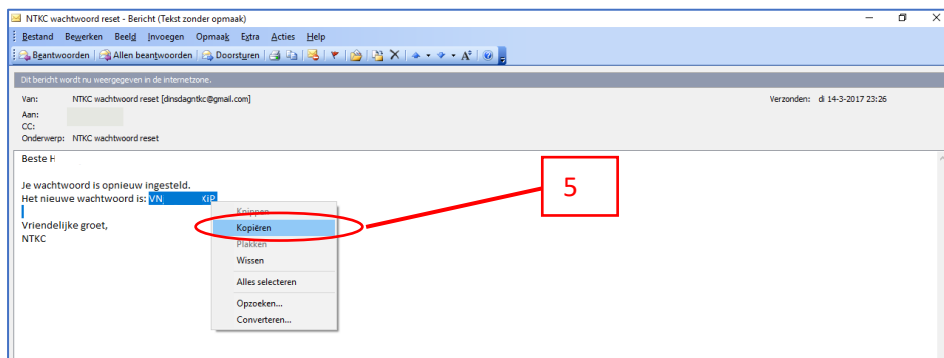 NTKC wachtwoord reset - Bericht (Tekst zonder opmaak)
Bestand Bewerken Beeld Invoegen Opmaak Extra Acties Help
Beantwoorden Allen beantwoorden Doorsturen
Dit bericht wordt nu weergegeven in de internetzone.
Van: NTKC wachtwoord reset [dinsdagntkc@gmail.com] Verzonden: di 14-3-2017 23:26
Aan:
CC:
Onderwerp: NTKC wachtwoord reset
Beste H
Je wachtwoord is opnieuw ingesteld.
Het nieuwe wachtwoord is: VN
Vriendelijke groet,
NTKC
Knippen
Kopiëren
Plakken
Wissen
Alles selecteren
Opzoeken...
Converteren...
5